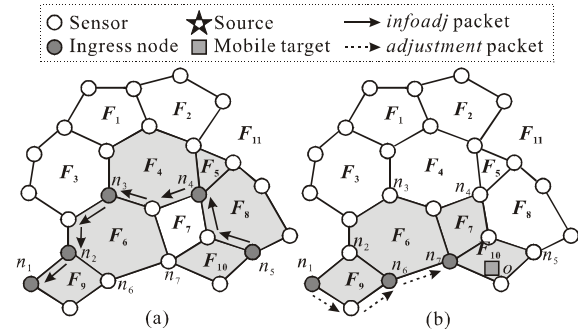 Sensor Source infoadj packet
Ingress node Mobile target adjustment packet
F1 F2 F11 F3 F4 F5 n3 n4 F8 F7 F6 n2 n1 F9 n6 n7 F10 n5
(a)
F1 F2 F11 F3 F4 F5 n3 n4 F8 F7 F6 n2 n1 F9 n6 n7 F10 o n5
(b)